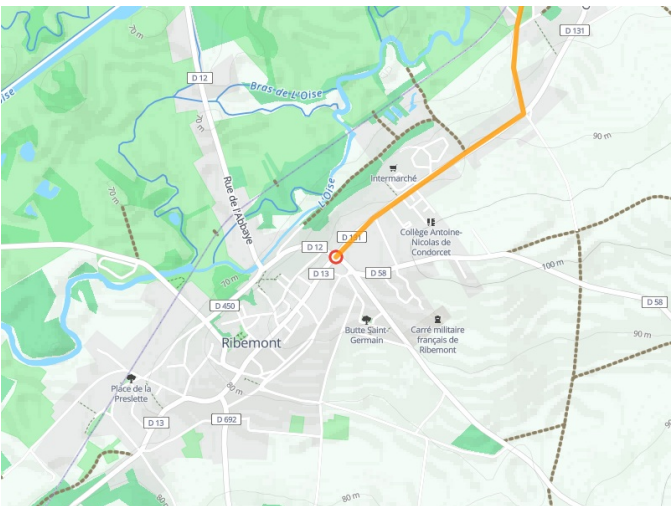 70 m
D 131
D 12
Bras de L'Oise
Oise
70 m
90 m
Intermarché
Rue de l'Abbaye
L'Oise
70 m
Collège Antoine-
Nicolas de
Condorcet
D 12
D 131
D 13
D 58
100 m
70 m
D 450
D 58
Butte Saint-
Germain
Carré militaire
français de
Ribemont
90 m
Ribemont
Place de la
Preslette
80 m
D 13
D 692
80 m
80 m